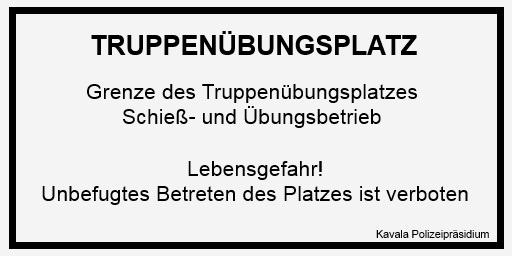 TRUPPENÜBUNGSPLATZ
Grenze des Truppenübungsplatzes
Schieß- und Übungsbetrieb
Lebensgefahr!
Unbefugtes Betreten des Platzes ist verboten
Kavala Polizeipräsidium